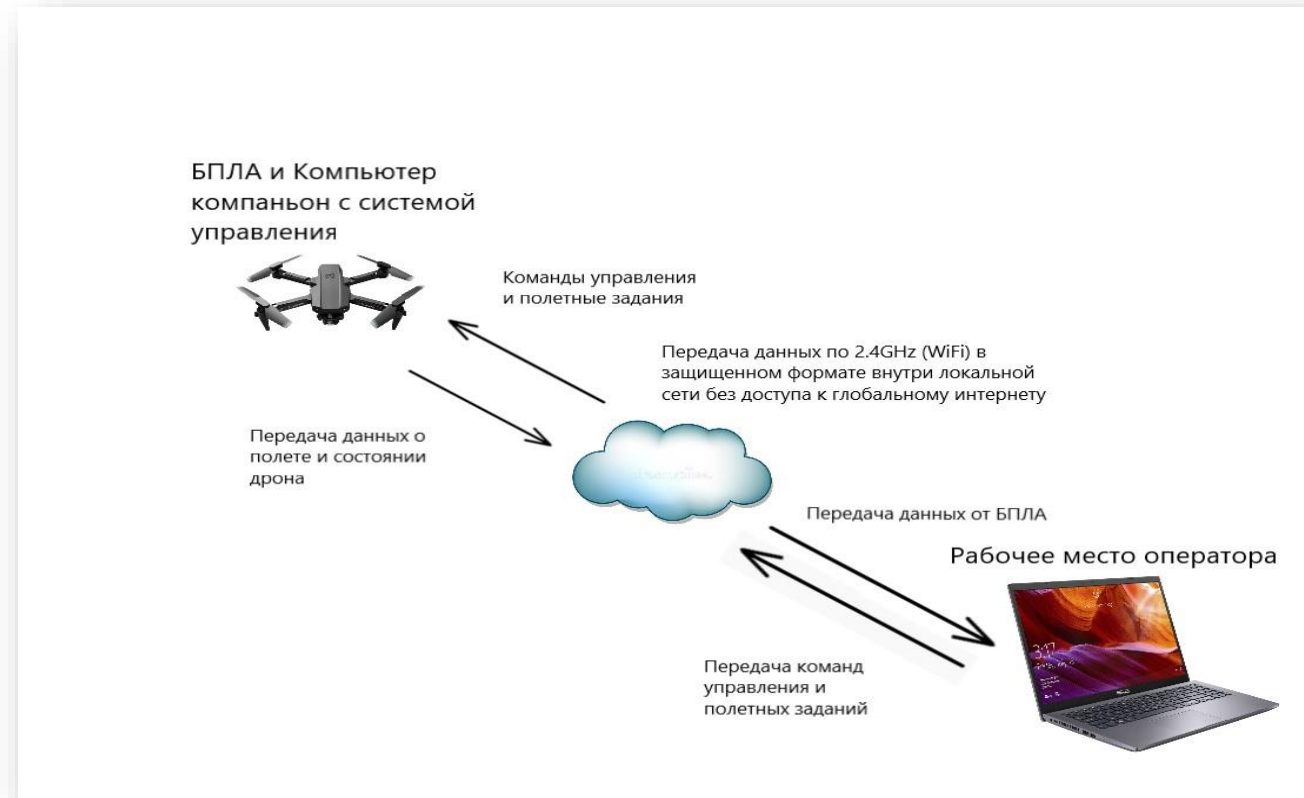 БПЛА и Компьютер
компаньон с системой
управления
Команды управления
и полетные задания
Передача данных по 2.4GHz (WiFi) в
защищенном формате внутри локальной
сети без доступа к глобальному интернету
Передача данных о
полете и состоянии
дрона
Передача данных от БПЛА
Рабочее место оператора
3:17
Передача команд
управления и
полетных заданий